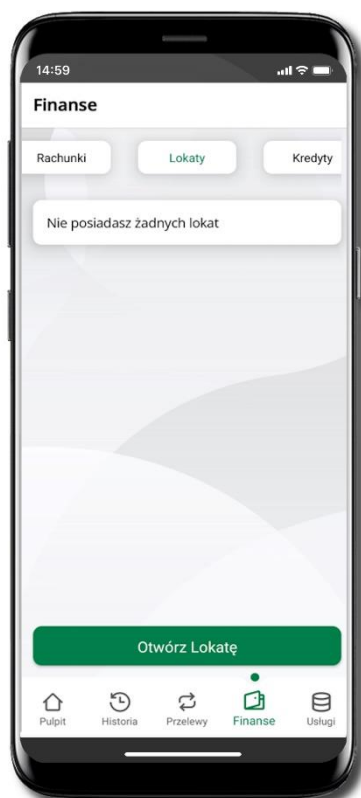 14:59
Finanse
Rachunki Lokaty Kredyty
Nie posiadasz żadnych lokat
Otwórz Lokatę
Pulpit Historia Przelewy Finanse Usługi